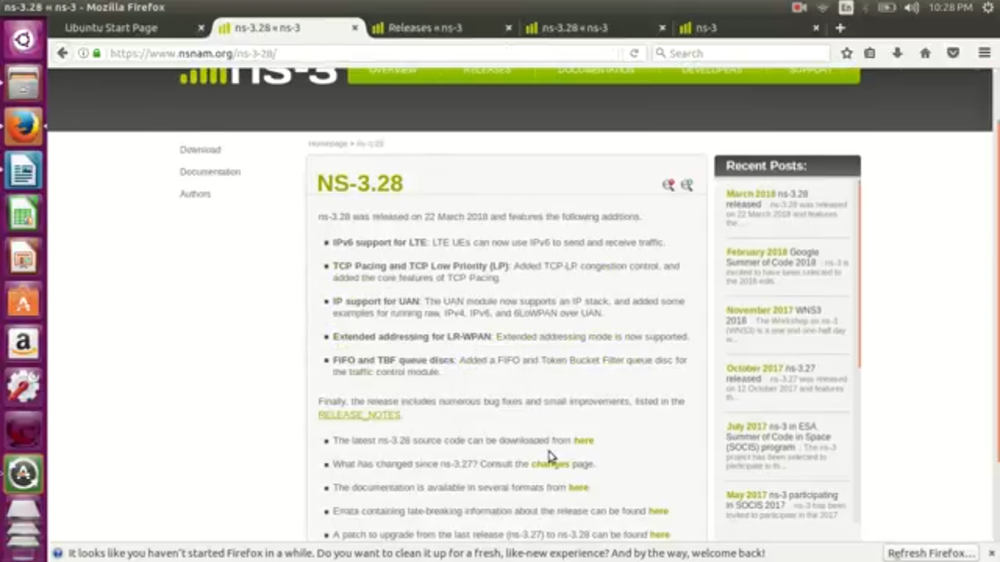 ns-3.28 « ns-3 - Mozilla Firefox
En
10:28 PM
Ubuntu Start Page
ns-3.28 « ns-3
Releases « ns-3
ns-3.28 « ns-3
ns-3
https://www.nsnam.org/ns-3-28/
Search
ns-3
OVERVIEW
RELEASES
DOCUMENTATION
DEVELOPERS
SUPPORT
Download
Documentation
Authors
Homepage > ns-3.28
NS-3.28
ns-3.28 was released on 22 March 2018 and features the following additions.
IPv6 support for LTE: LTE UEs can now use IPv6 to send and receive traffic.
TCP Pacing and TCP Low Priority (LP): Added TCP-LP congestion control, and
added the core features of TCP Pacing.
IP support for UAN: The UAN module now supports an IP stack, and added some
examples for running raw, IPv4, IPv6, and 6LoWPAN over UAN.
Extended addressing for LR-WPAN: Extended addressing mode is now supported.
FIFO and TBF queue discs: Added a FIFO and Token Bucket Filter queue disc for
the traffic control module.
Finally, the release includes numerous bug fixes and small improvements, listed in the
RELEASE_NOTES.
The latest ns-3.28 source code can be downloaded from here
What has changed since ns-3.27? Consult the changes page.
The documentation is available in several formats from here
Errata containing late-breaking information about the release can be found here
A patch to upgrade from the last release (ns-3.27) to ns-3.28 can be found here
Recent Posts:
March 2018 ns-3.28
released ns-3.28 was released
on 22 March 2018 and features
the...
February 2018 Google
Summer of Code 2018 : ns-3 is
excited to have been selected to
the 2018 editi...
November 2017 WNS3
2018 The Workshop on ns-3
(WNS3) is a one and one-half day
w...
October 2017 ns-3.27
released ns-3.27 was released
on 12 October 2017 and features
th...
July 2017 ns-3 in ESA
Summer of Code in Space
(SOCIS) program : The ns-3
project has been selected to
participate in th...
May 2017 ns-3 participating
in SOCIS 2017 ns-3 has been
invited to participate in the 2017
It looks like you haven't started Firefox in a while. Do you want to clean it up for a fresh, like-new experience? And by the way, welcome back!
Refresh Firefox...